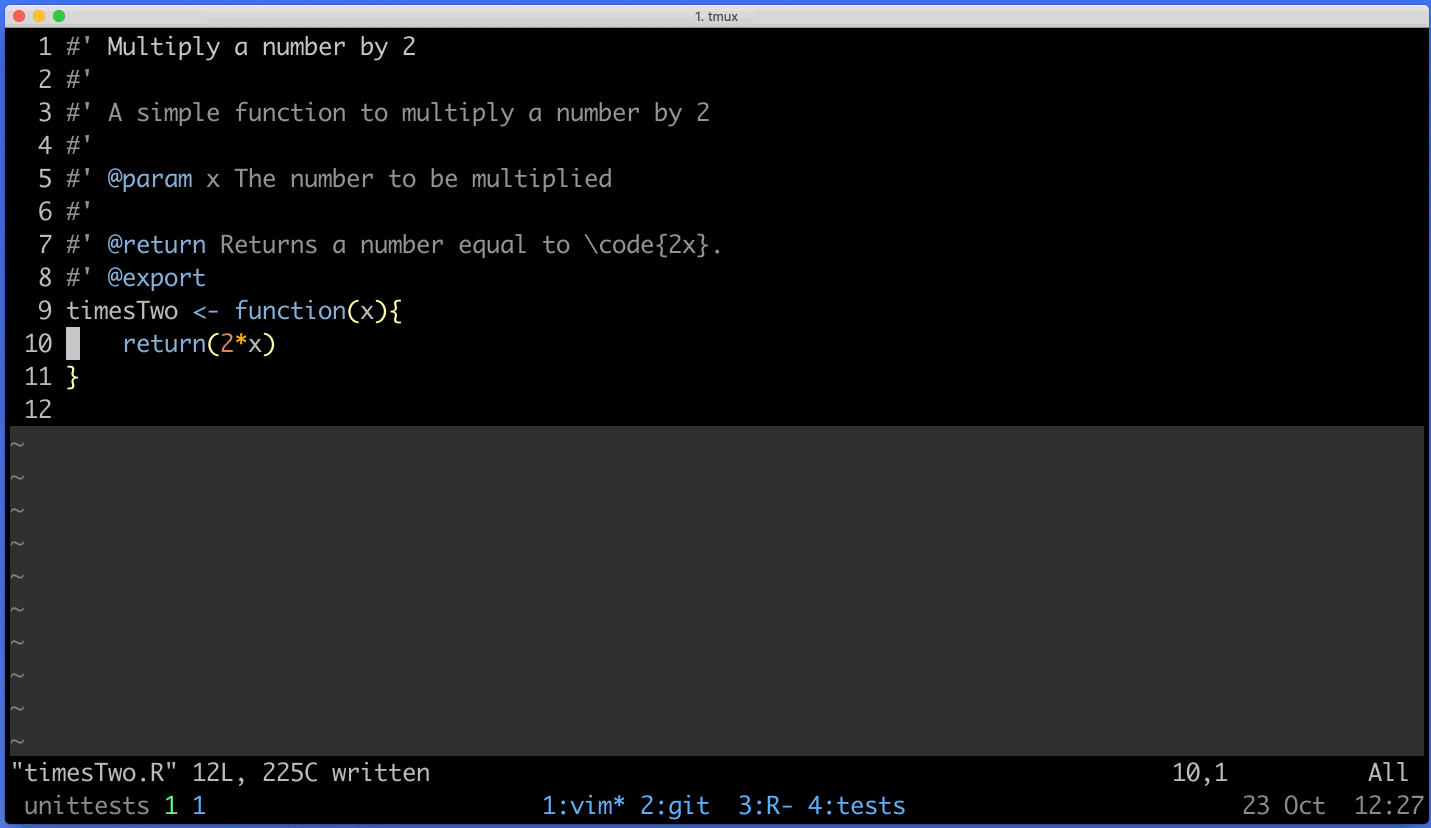 1. tmux
1 #' Multiply a number by 2
2 #'
3 #' A simple function to multiply a number by 2
4 #'
5 #' @param x The number to be multiplied
6 #'
7 #' @return Returns a number equal to \code{2x}.
8 #' @export
9 timesTwo <- function(x){
10     return(2*x)
11 }
12
~
~
~
~
~
~
~
~
~
~
"timesTwo.R" 12L, 225C written 10,1 All
unittests 1 1 1:vim* 2:git  3:R- 4:tests 23 Oct  12:27